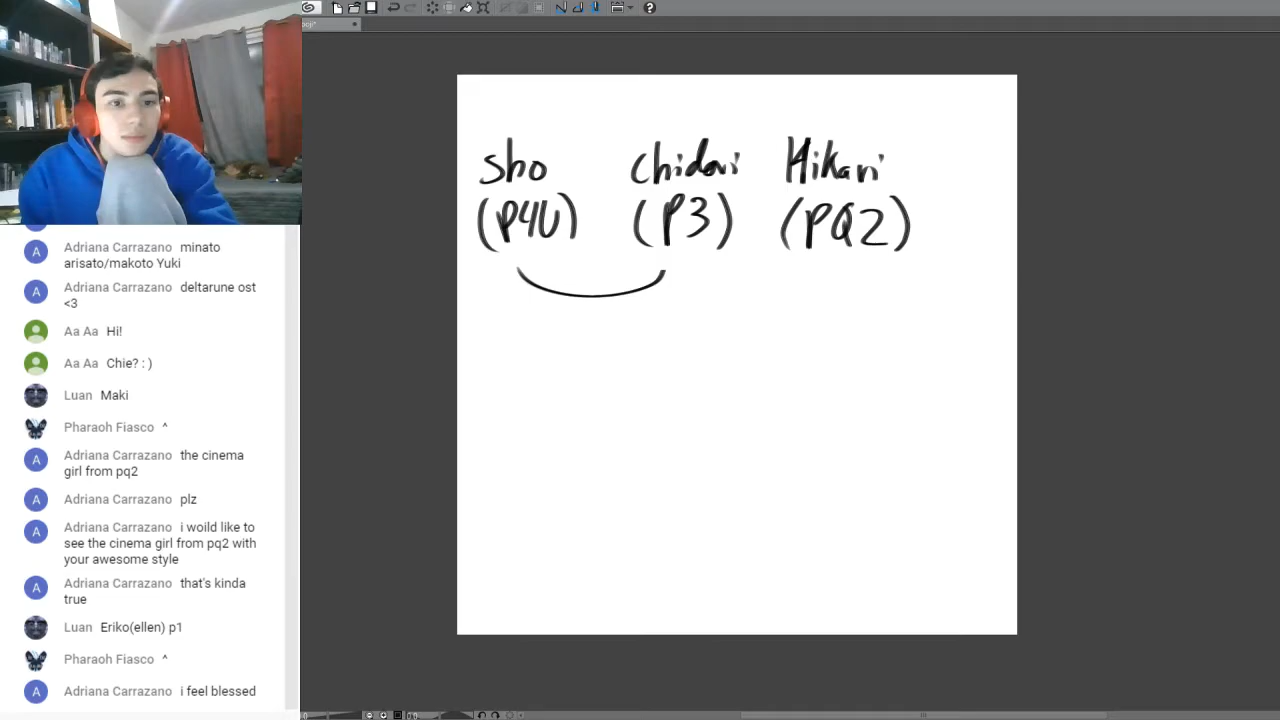 Adriana Carrazano minato
arisato/makoto Yuki
Adriana Carrazano deltarune ost
<3
Aa Aa Hi!
Aa Aa Chie? : )
Luan Maki
Pharaoh Fiasco ^
Adriana Carrazano the cinema
girl from pq2
Adriana Carrazano plz
Adriana Carrazano i woild like to
see the cinema girl from pq2 with
your awesome style
Adriana Carrazano that's kinda
true
Luan Eriko(ellen) p1
Pharaoh Fiasco ^
Adriana Carrazano i feel blessed
Sho Chidori Hikari
(P4U) (P3) (PQ2)